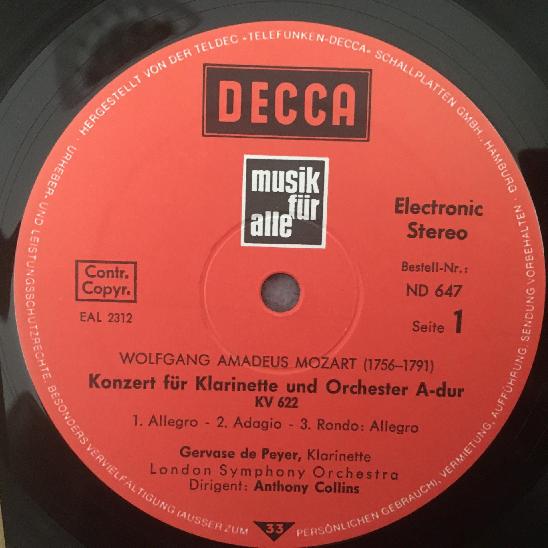 DECCA
musik
für
alle
Electronic
Stereo
Bestell-Nr.:
ND 647
Seite 1
Contr.
Copyr.
EAL 2312
WOLFGANG AMADEUS MOZART (1756–1791)
Konzert für Klarinette und Orchester A-dur
KV 622
1. Allegro - 2. Adagio - 3. Rondo: Allegro
Gervase de Peyer, Klarinette
London Symphony Orchestra
Dirigent: Anthony Collins
33
· HERGESTELLT VON DER TELDEC »TELEFUNKEN-DECCA« SCHALLPLATTEN GMBH., HAMBURG · URHEBER- UND LEISTUNGSSCHUTZRECHTE, BESONDERS VERVIELFÄLTIGUNG (AUSSER ZUM PERSÖNLICHEN GEBRAUCH), VERMIETUNG, AUFFÜHRUNG, SENDUNG VORBEHALTEN